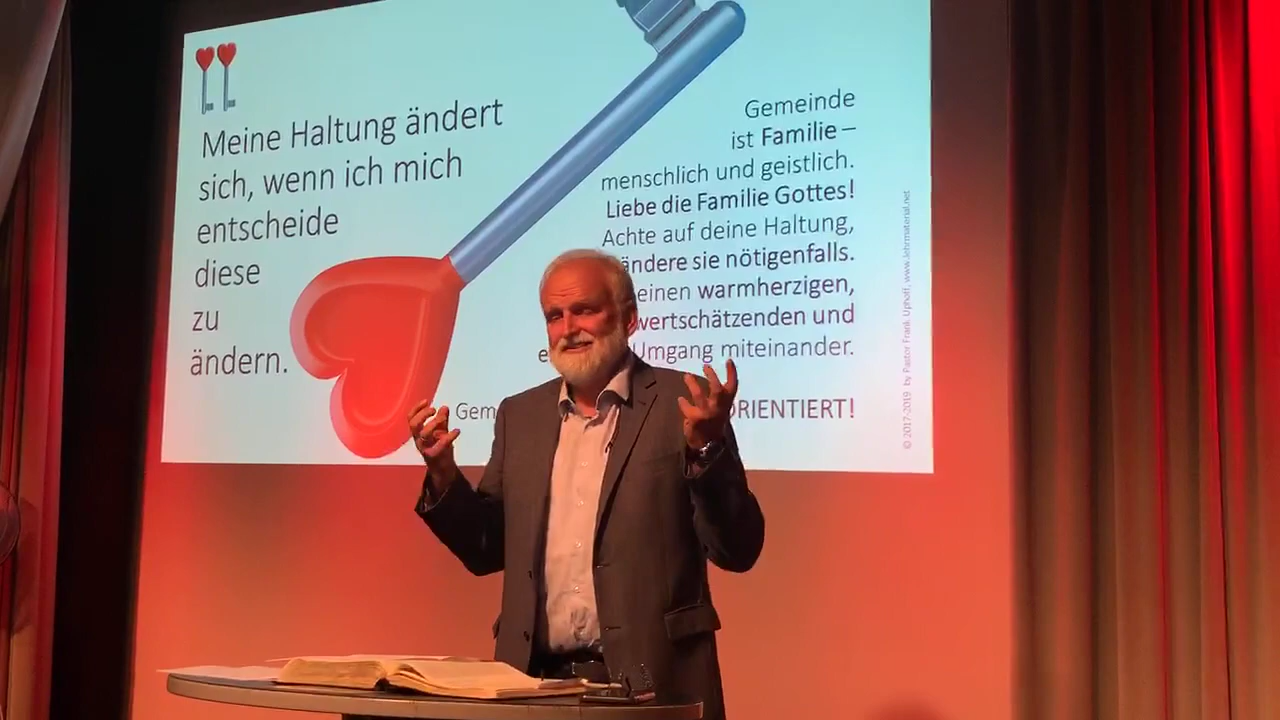 Meine Haltung ändert
sich, wenn ich mich
entscheide
diese
zu
ändern.
Gemeinde
ist Familie –
menschlich und geistlich.
Liebe die Familie Gottes!
Achte auf deine Haltung,
ändere sie nötigenfalls.
einen warmherzigen,
wertschätzenden und
Umgang miteinander.
Gem
ORIENTIERT!
© 2017-2019 by Pastor Frank Uphoff, www.lehrmaterial.net